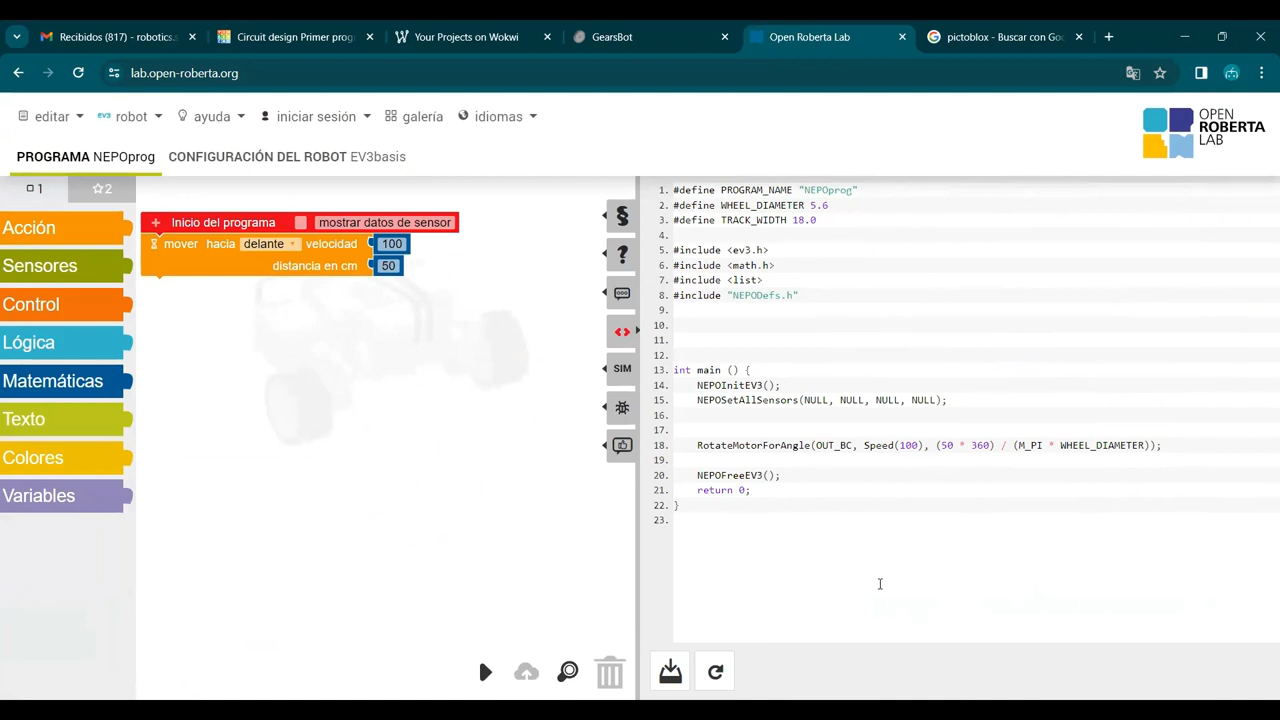 Recibidos (817) - robotics.s
Circuit design Primer prog
Your Projects on Wokwi
GearsBot
Open Roberta Lab
pictoblox - Buscar con Goo
lab.open-roberta.org
editar
EV3 robot
ayuda
iniciar sesión
galería
idiomas
OPEN
ROBERTA
LAB
PROGRAMA NEPOprog
CONFIGURACIÓN DEL ROBOT EV3basis
1
2
Acción
Sensores
Control
Lógica
Matemáticas
Texto
Colores
Variables
+ Inicio del programa mostrar datos de sensor
mover hacia delante velocidad 100
distancia en cm 50
§
?
<>
SIM
1. #define PROGRAM_NAME "NEPOprog"
2. #define WHEEL_DIAMETER 5.6
3. #define TRACK_WIDTH 18.0
4.
5. #include <ev3.h>
6. #include <math.h>
7. #include <list>
8. #include "NEPODefs.h"
9.
10.
11.
12.
13. int main () {
14. NEPOInitEV3();
15. NEPOSetAllSensors(NULL, NULL, NULL, NULL);
16.
17.
18. RotateMotorForAngle(OUT_BC, Speed(100), (50 * 360) / (M_PI * WHEEL_DIAMETER));
19.
20. NEPOFreeEV3();
21. return 0;
22. }
23.